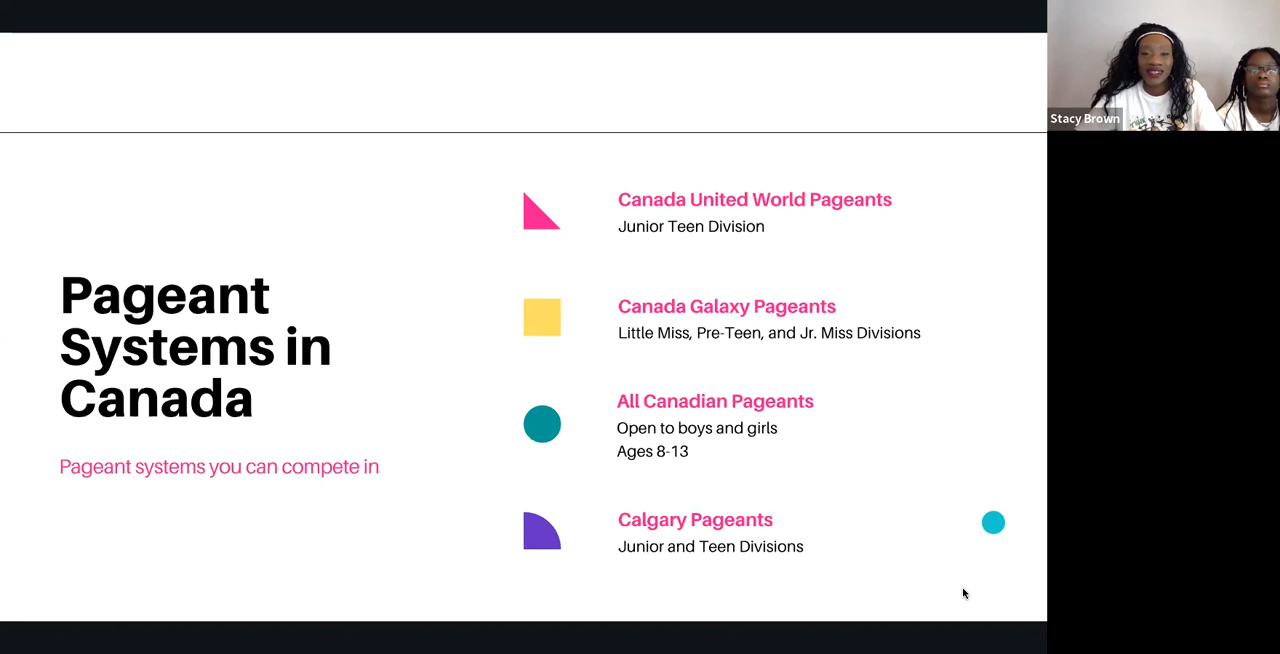 Stacy Brown
Pageant
Systems in
Canada
Pageant systems you can compete in
Canada United World Pageants
Junior Teen Division
Canada Galaxy Pageants
Little Miss, Pre-Teen, and Jr. Miss Divisions
All Canadian Pageants
Open to boys and girls
Ages 8-13
Calgary Pageants
Junior and Teen Divisions